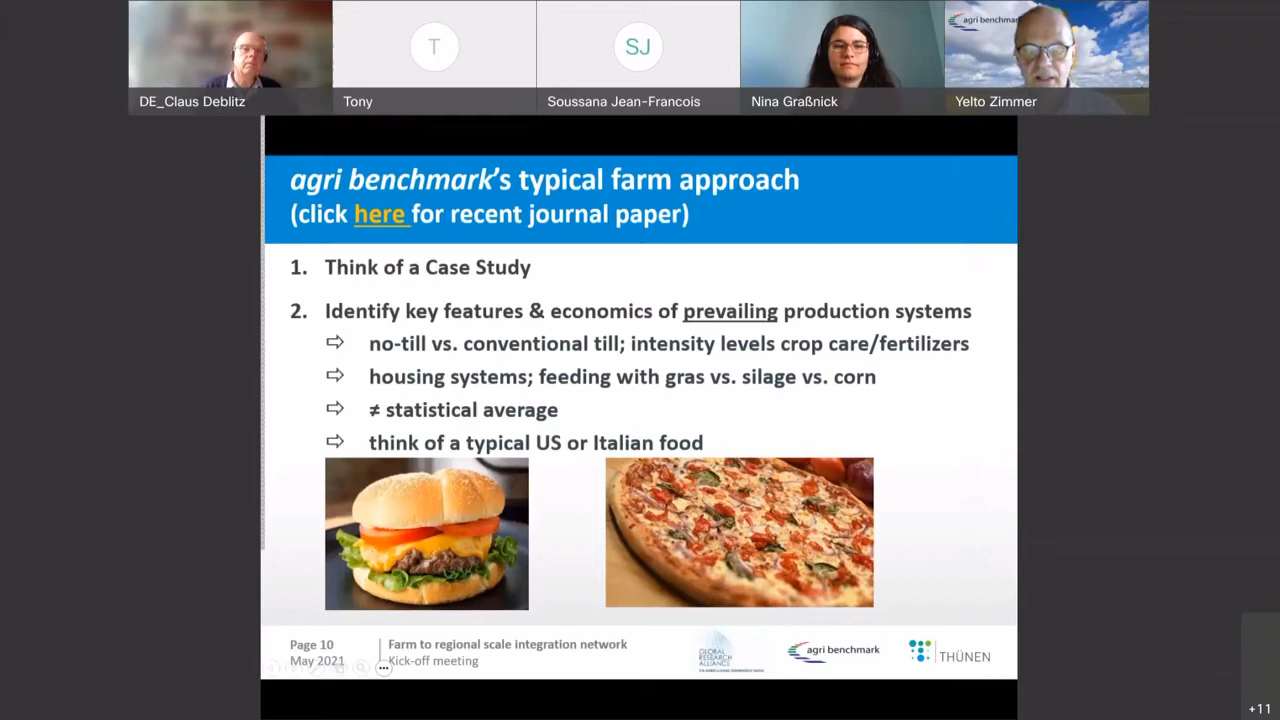 agri benchmark
DE_Claus Deblitz
T
Tony
SJ
Soussana Jean-Francois
Nina Graßnick
Yelto Zimmer
agri benchmark's typical farm approach
(click here for recent journal paper)
1. Think of a Case Study
2. Identify key features & economics of prevailing production systems
⇨ no-till vs. conventional till; intensity levels crop care/fertilizers
⇨ housing systems; feeding with gras vs. silage vs. corn
⇨ ≠ statistical average
⇨ think of a typical US or Italian food
Page 10
May 2021
Farm to regional scale integration network
Kick-off meeting
GLOBAL
RESEARCH
ALLIANCE
ON AGRICULTURAL GREENHOUSE GASES
agri benchmark
THÜNEN
+11